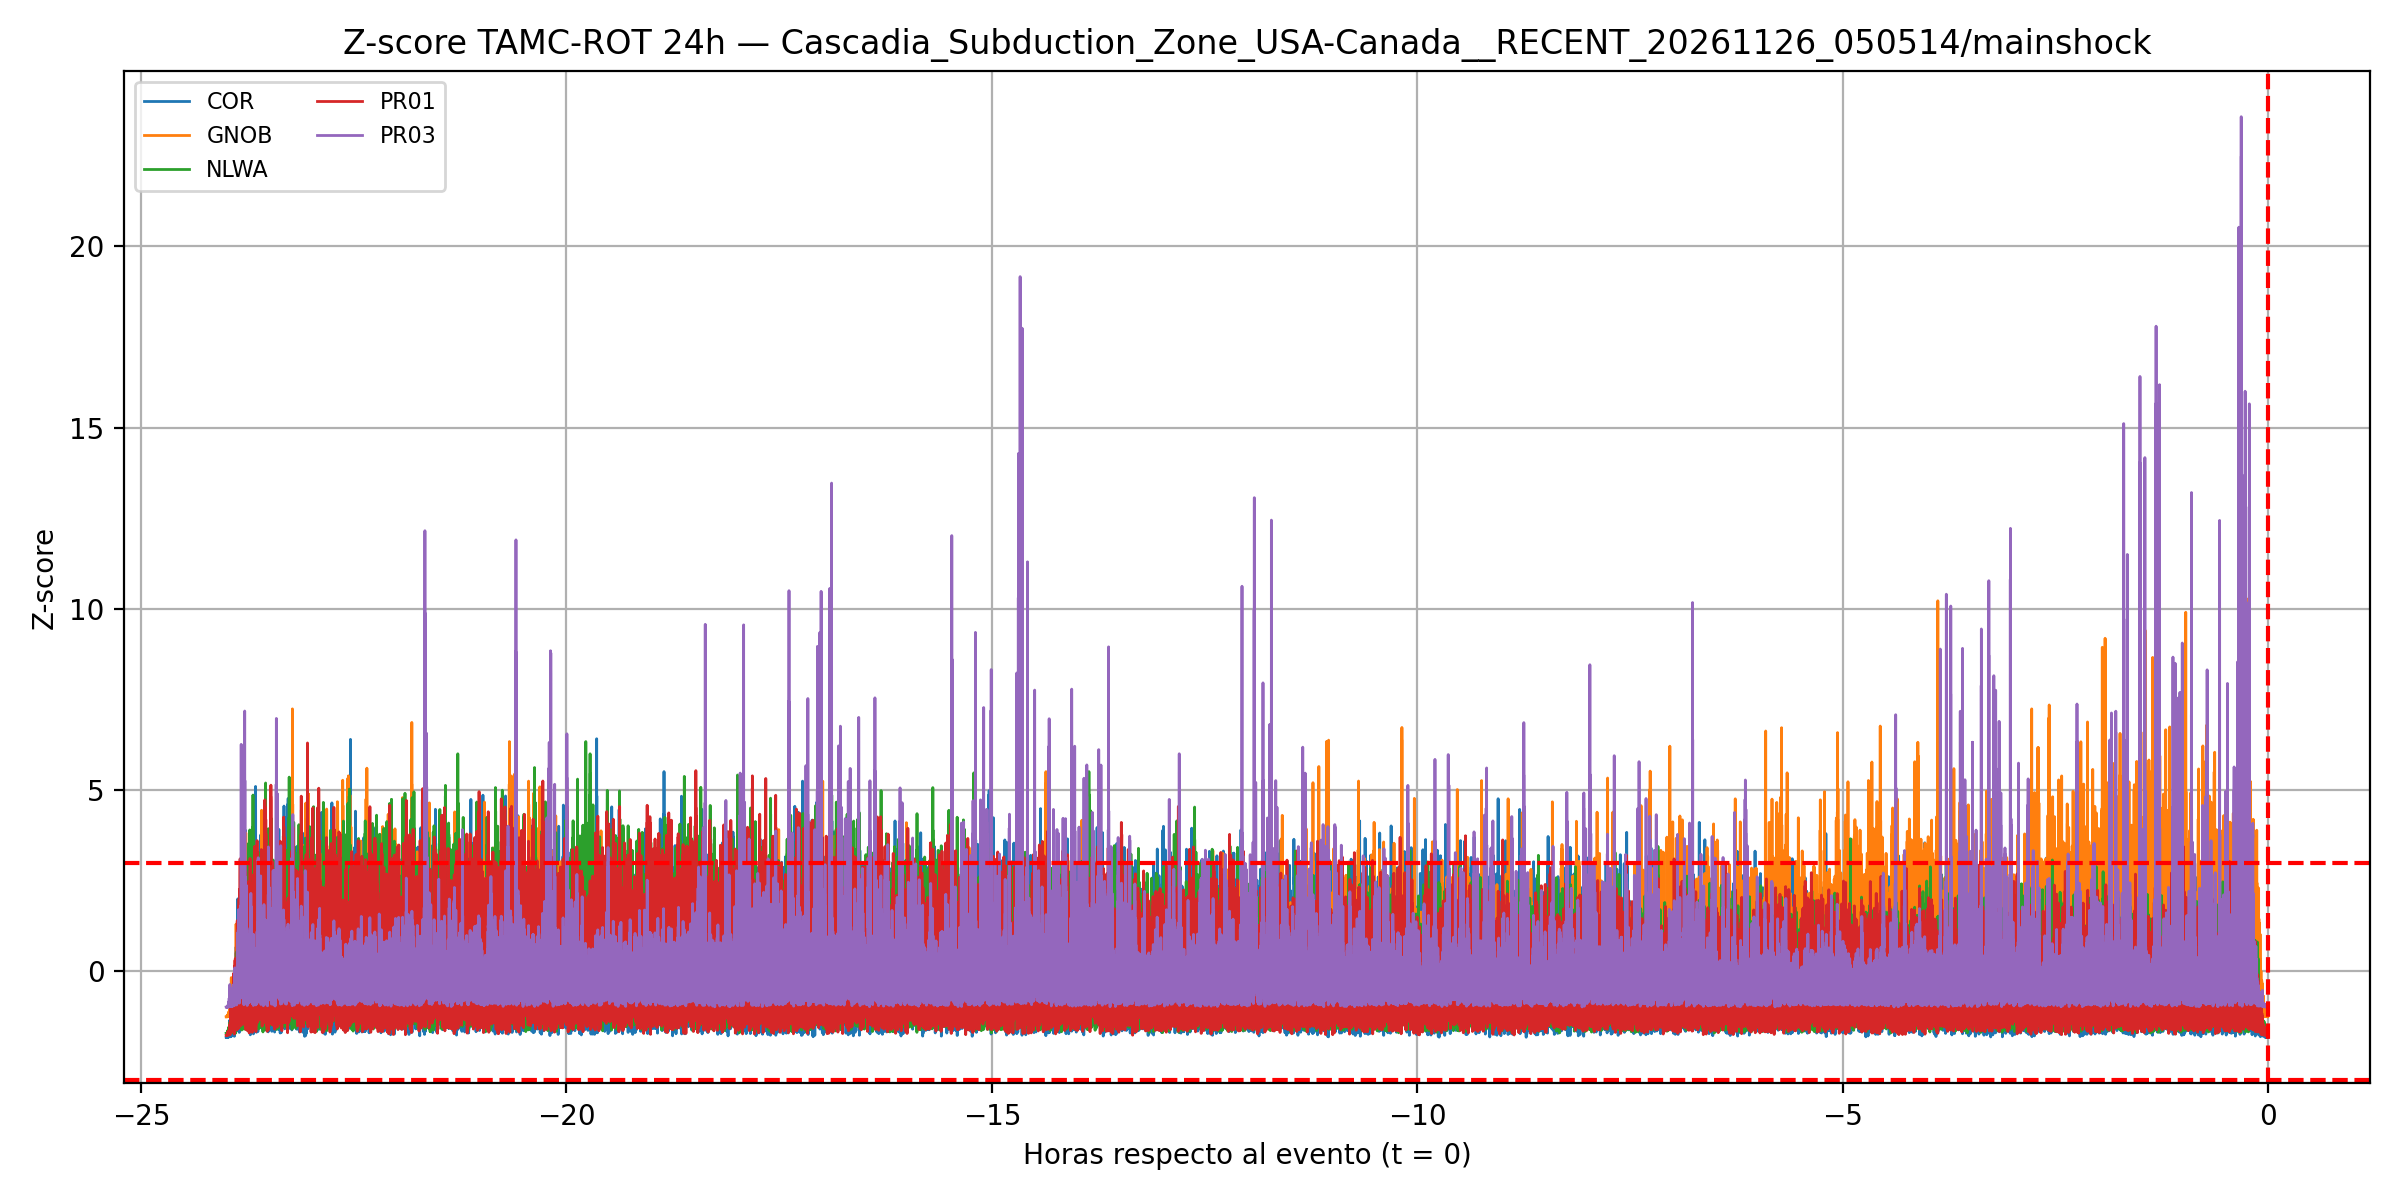 Z-score TAMC-ROT 24h — Cascadia_Subduction_Zone_USA-Canada__RECENT_20261126_050514/mainshock
COR
GNOB
NLWA
PR01
PR03
Z-score
20
15
10
5
0
−25
−20
−15
−10
−5
0
Horas respecto al evento (t = 0)